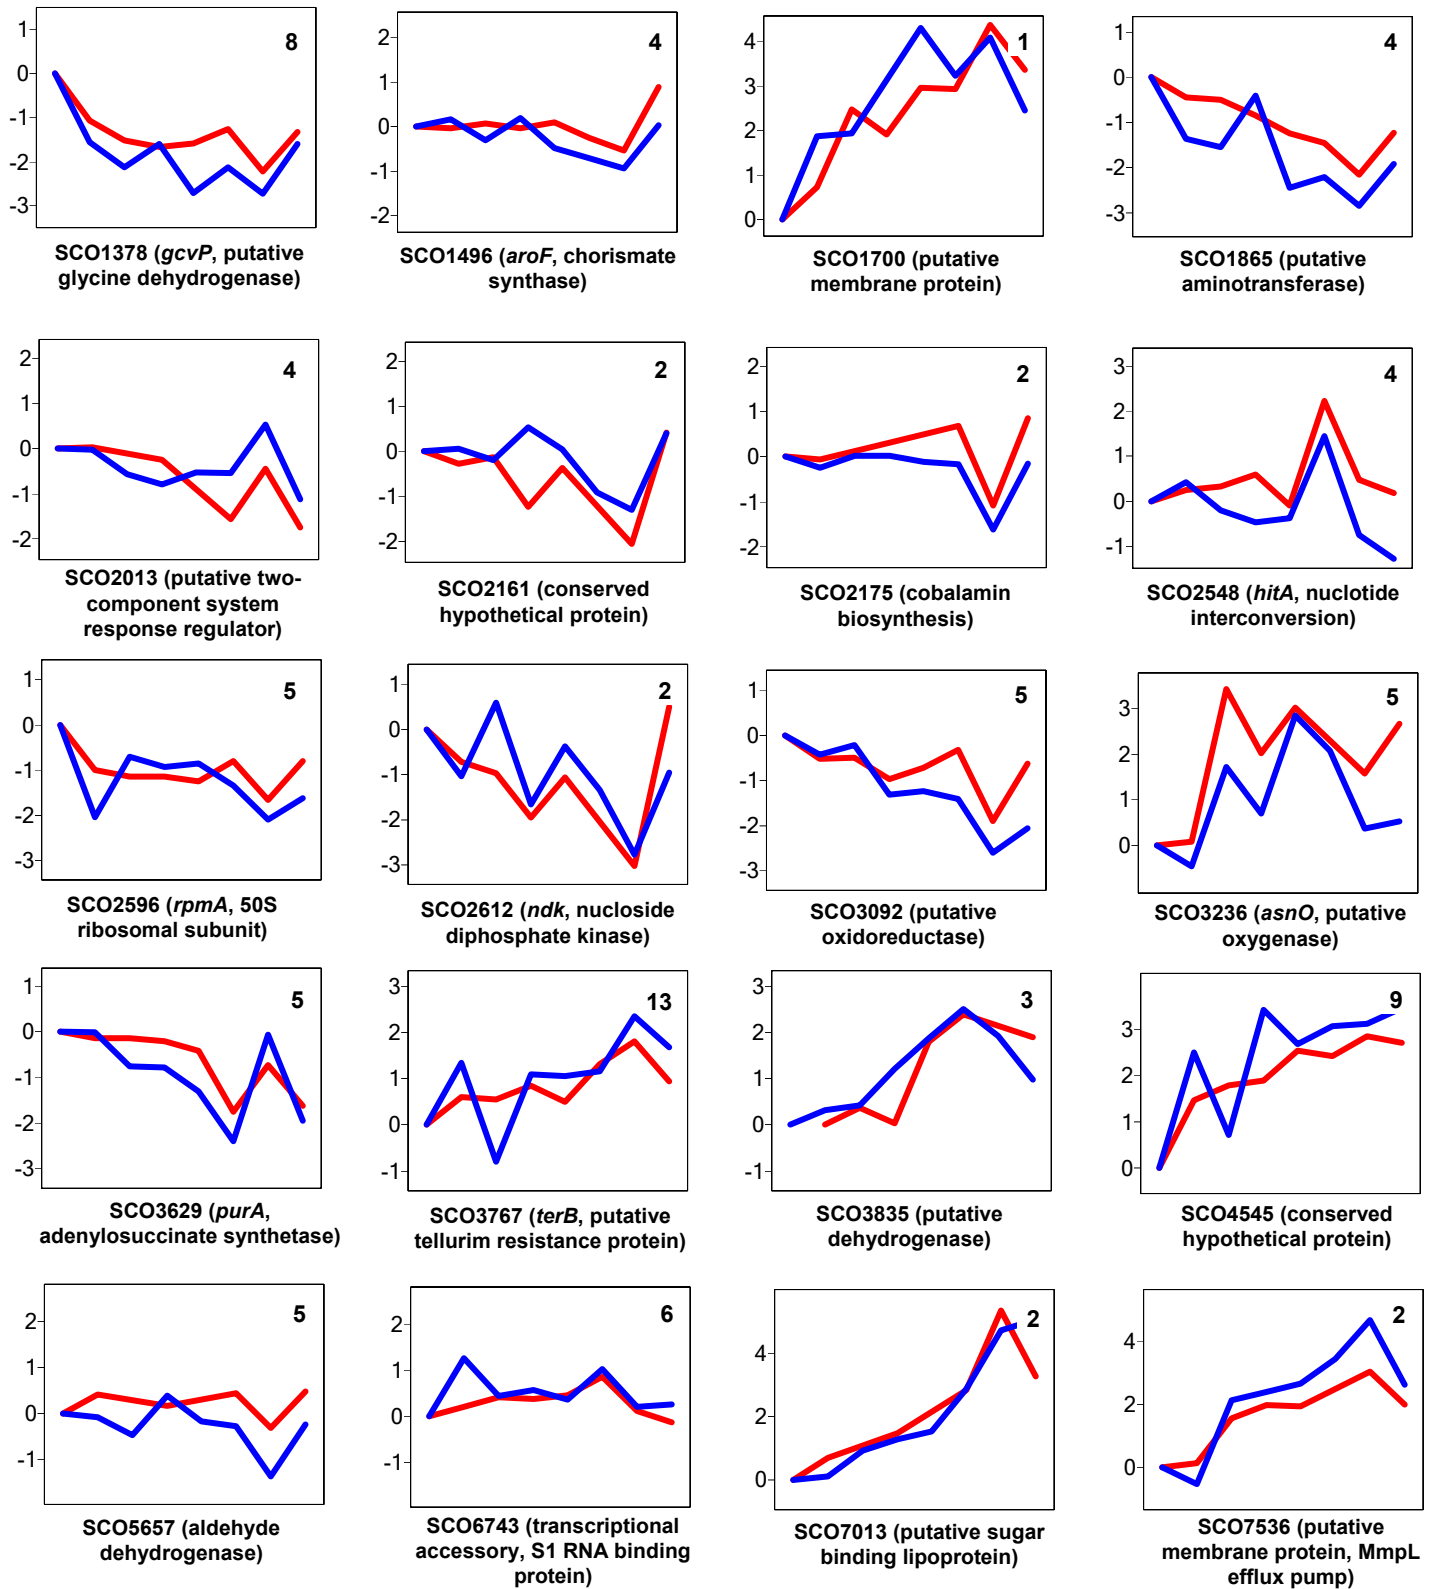 1
0
-1
-2
-3
8
SCO1378 (gcvP, putative
glycine dehydrogenase)
2
1
0
-1
-2
4
SCO1496 (aroF, chorismate
synthase)
4
3
2
1
0
1
SCO1700 (putative
membrane protein)
1
0
-1
-2
-3
4
SCO1865 (putative
aminotransferase)
2
1
0
-1
-2
4
SCO2013 (putative two-
component system
response regulator)
2
1
0
-1
-2
2
SCO2161 (conserved
hypothetical protein)
2
1
0
-1
-2
2
SCO2175 (cobalamin
biosynthesis)
3
2
1
0
-1
4
SCO2548 (hitA, nuclotide
interconversion)
1
0
-1
-2
-3
5
SCO2596 (rpmA, 50S
ribosomal subunit)
1
0
-1
-2
-3
2
SCO2612 (ndk, nucloside
diphosphate kinase)
1
0
-1
-2
-3
5
SCO3092 (putative
oxidoreductase)
3
2
1
0
5
SCO3236 (asnO, putative
oxygenase)
1
0
-1
-2
-3
5
SCO3629 (purA,
adenylosuccinate synthetase)
3
2
1
0
-1
13
SCO3767 (terB, putative
tellurim resistance protein)
3
2
1
0
-1
3
SCO3835 (putative
dehydrogenase)
3
2
1
0
9
SCO4545 (conserved
hypothetical protein)
2
1
0
-1
5
SCO5657 (aldehyde
dehydrogenase)
2
1
0
-1
6
SCO6743 (transcriptional
accessory, S1 RNA binding
protein)
4
2
0
2
SCO7013 (putative sugar
binding lipoprotein)
4
2
0
2
SCO7536 (putative
membrane protein, MmpL
efflux pump)